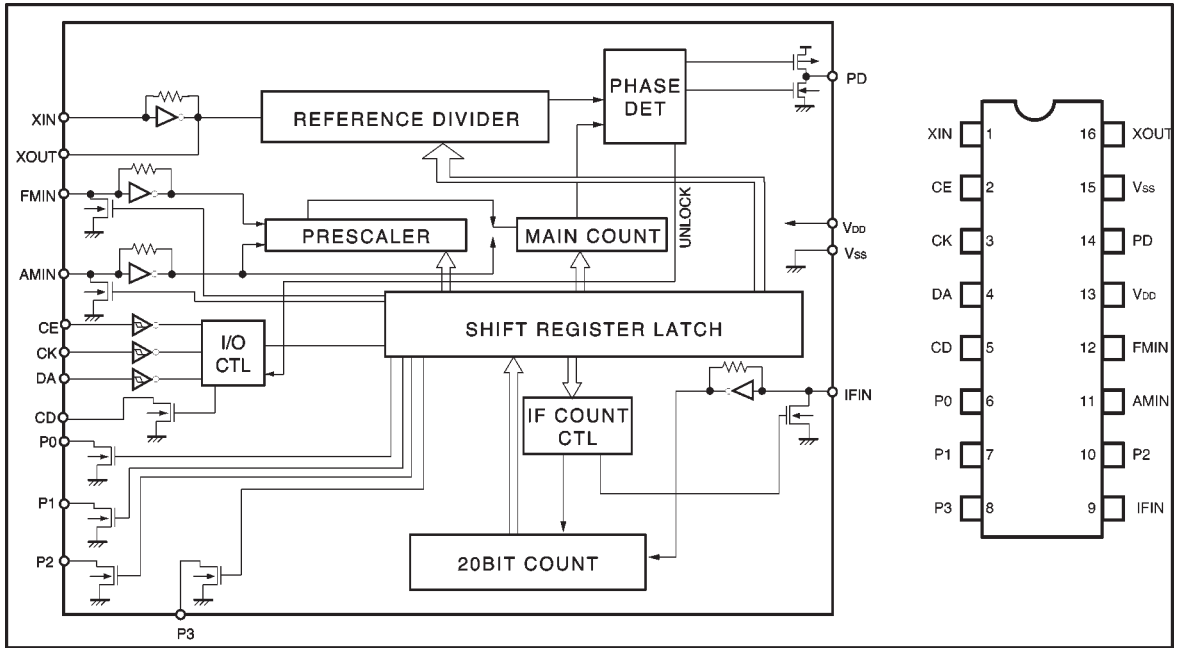 XIN
XOUT
FMIN
AMIN
CE
CK
DA
CD
P0
P1
P2
P3
REFERENCE DIVIDER
PHASE
DET
PD
UNLOCK
PRESCALER
MAIN COUNT
VDD
VSS
SHIFT REGISTER LATCH
I/O
CTL
IF COUNT
CTL
IFIN
20BIT COUNT
XIN 1 16 XOUT
CE 2 15 VSS
CK 3 14 PD
DA 4 13 VDD
CD 5 12 FMIN
P0 6 11 AMIN
P1 7 10 P2
P3 8 9 IFIN